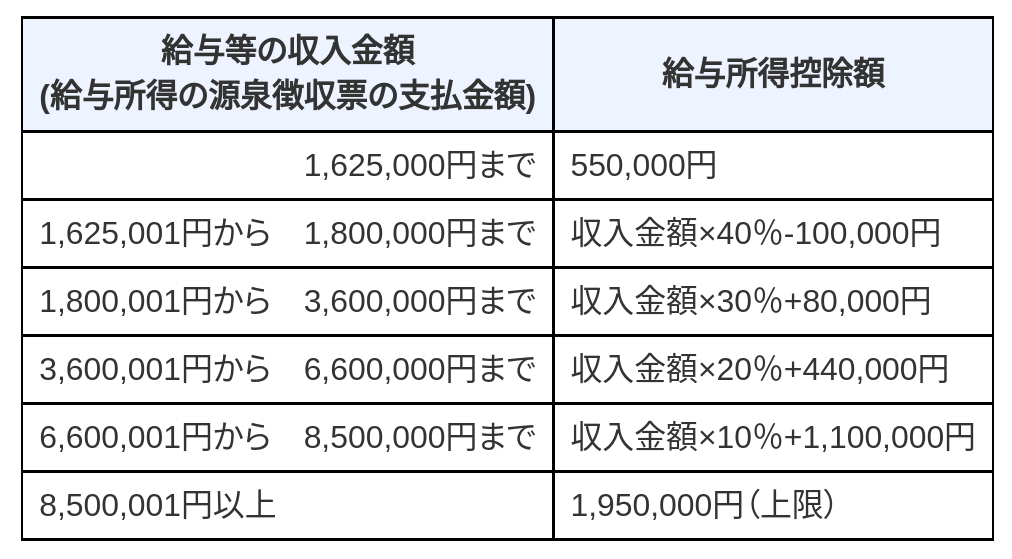 給与等の収入金額
(給与所得の源泉徴収票の支払金額)
給与所得控除額
1,625,000円まで
550,000円
1,625,001円から　1,800,000円まで
収入金額×40％-100,000円
1,800,001円から　3,600,000円まで
収入金額×30％+80,000円
3,600,001円から　6,600,000円まで
収入金額×20％+440,000円
6,600,001円から　8,500,000円まで
収入金額×10％+1,100,000円
8,500,001円以上
1,950,000円（上限）